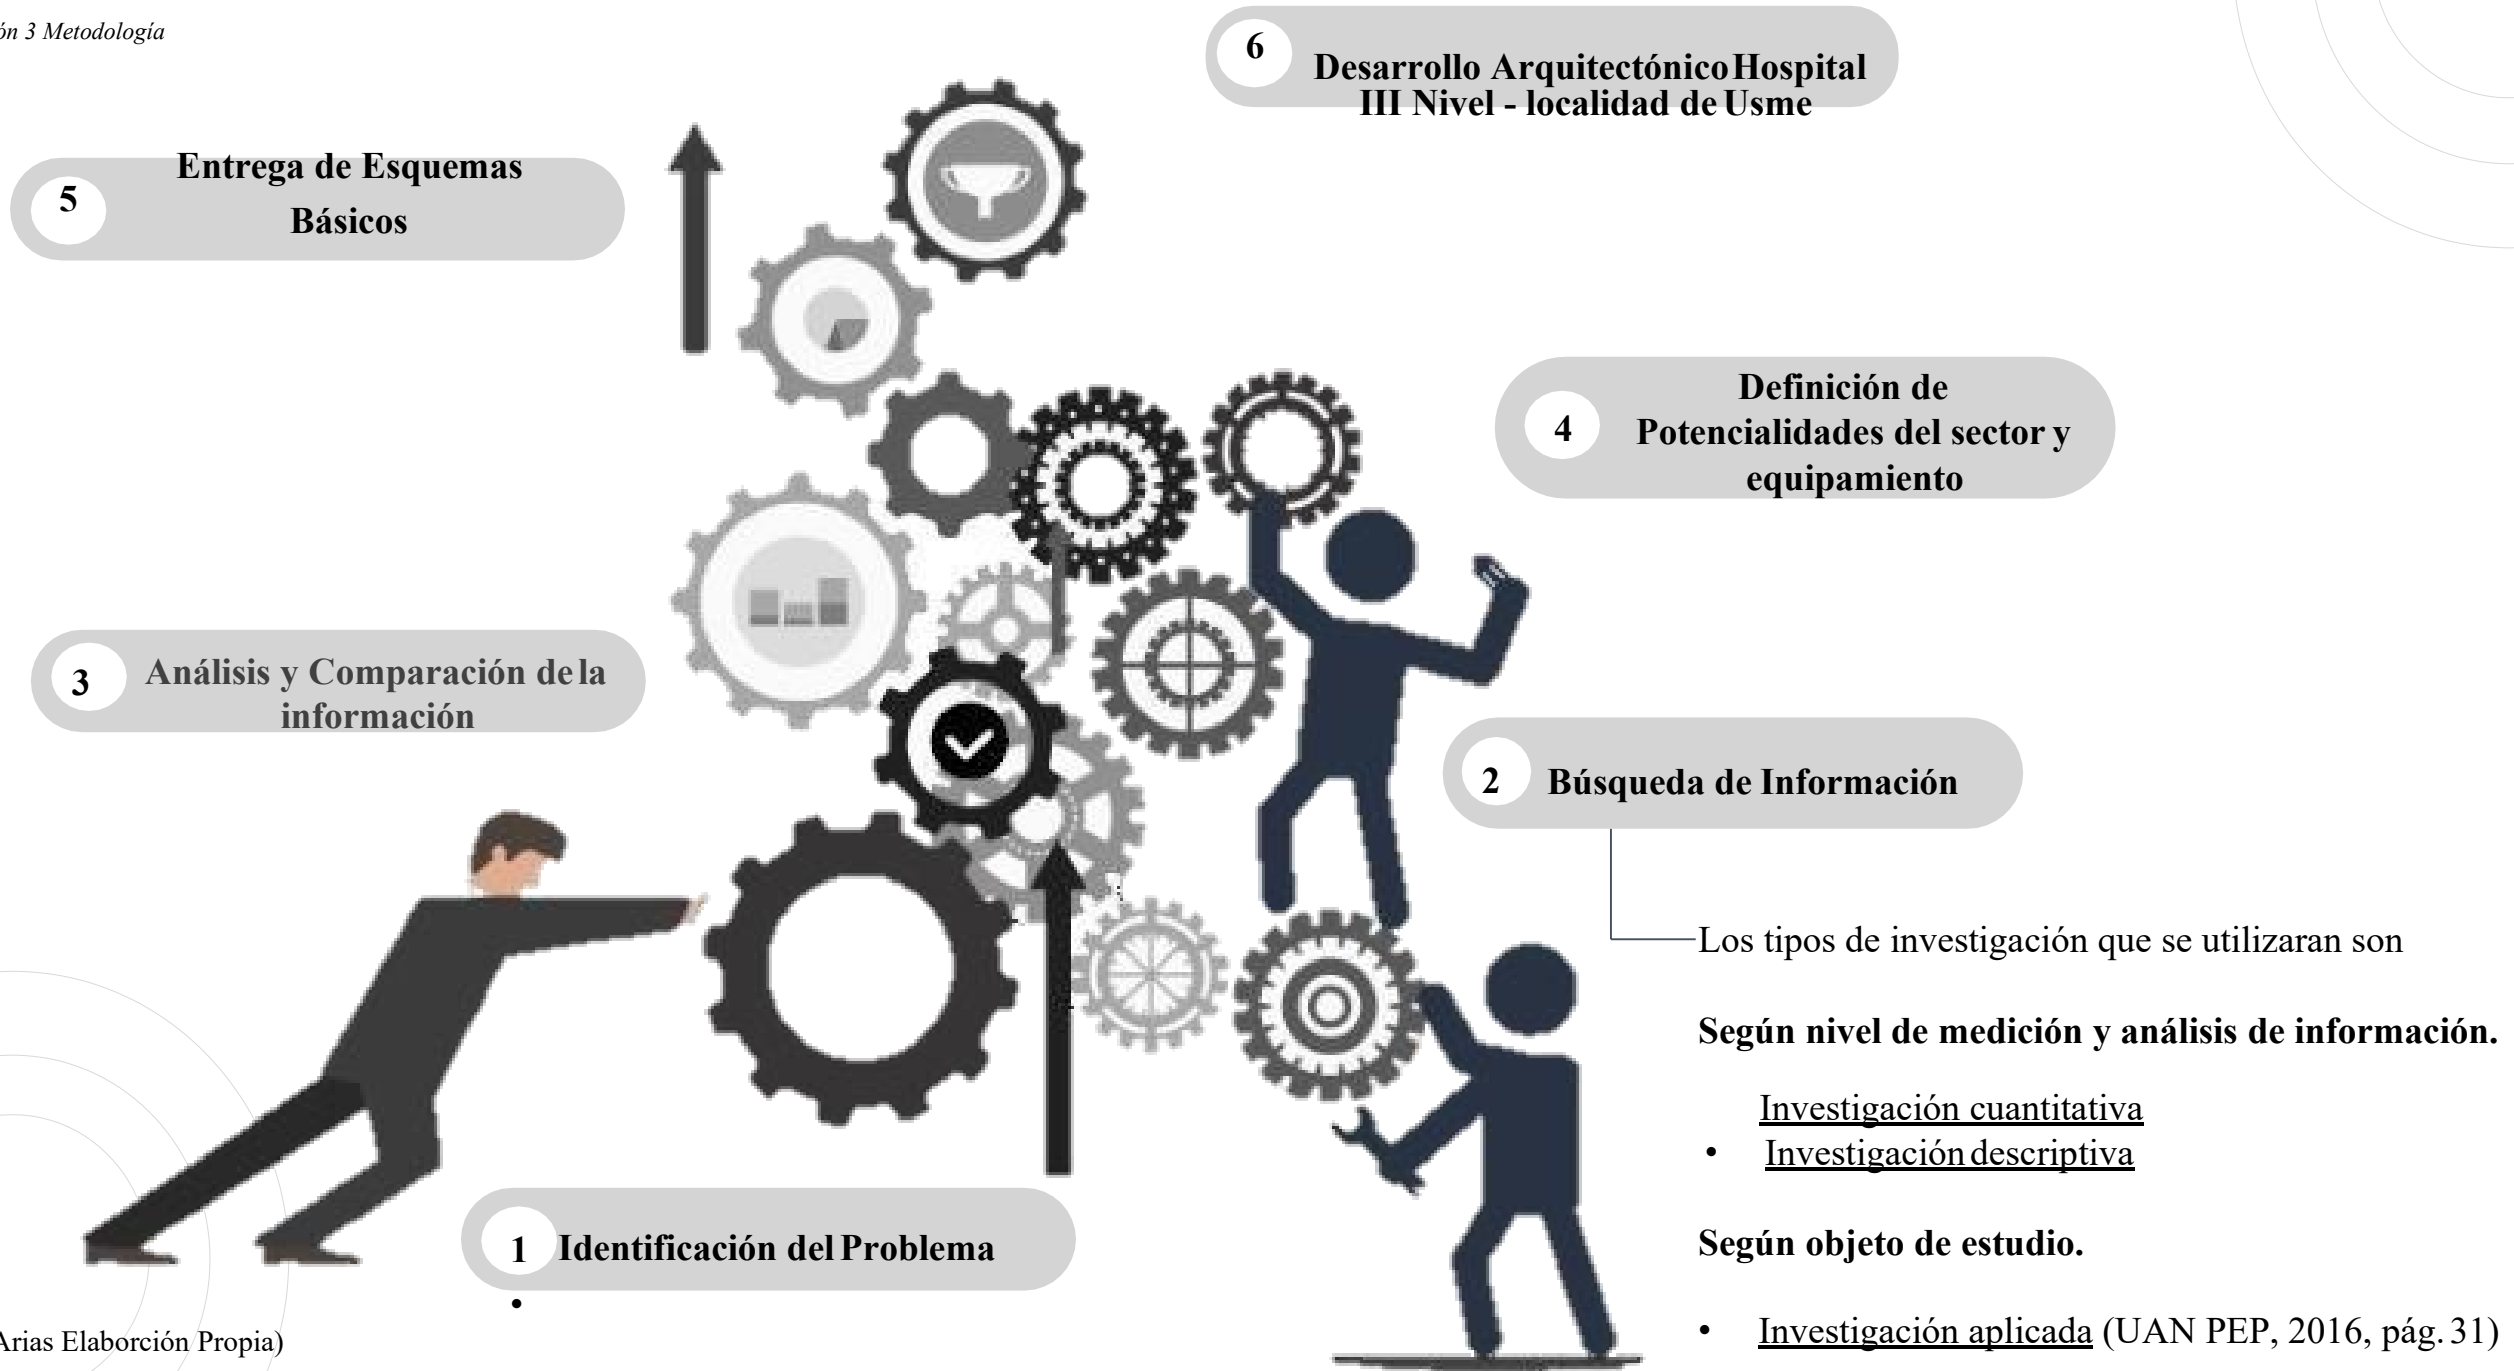 ón 3 Metodología
6
Desarrollo Arquitectónico Hospital
III Nivel - localidad de Usme
5
Entrega de Esquemas
Básicos
4
Definición de
Potencialidades del sector y
equipamiento
3
Análisis y Comparación de la
información
2
Búsqueda de Información
Los tipos de investigación que se utilizaran son
Según nivel de medición y análisis de información.
Investigación cuantitativa
• Investigación descriptiva
Según objeto de estudio.
• Investigación aplicada (UAN PEP, 2016, pág. 31)
1
Identificación del Problema
•
Arias Elaborción Propia)